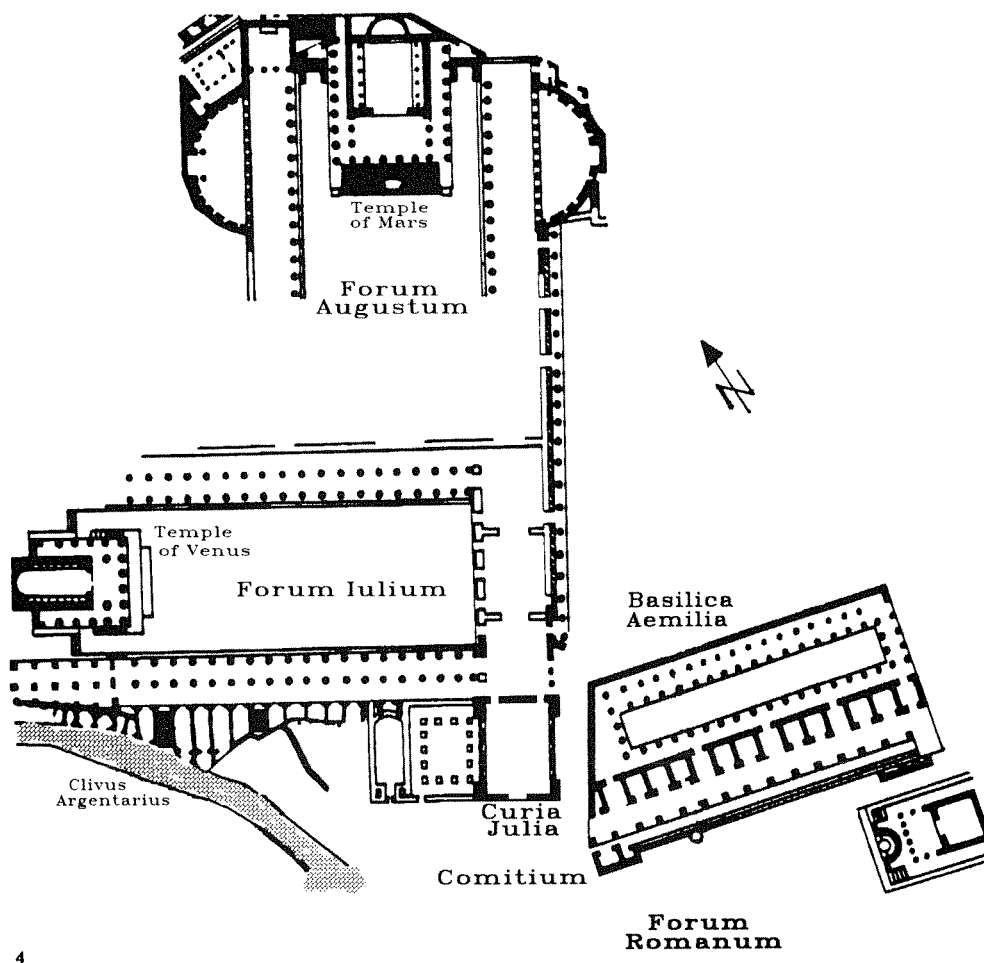 Temple
of Mars
Forum
Augustum
N
Temple
of Venus
Forum Iulium
Basilica
Aemilia
Clivus
Argentarius
Curia
Julia
Comitium
Forum
Romanum
4